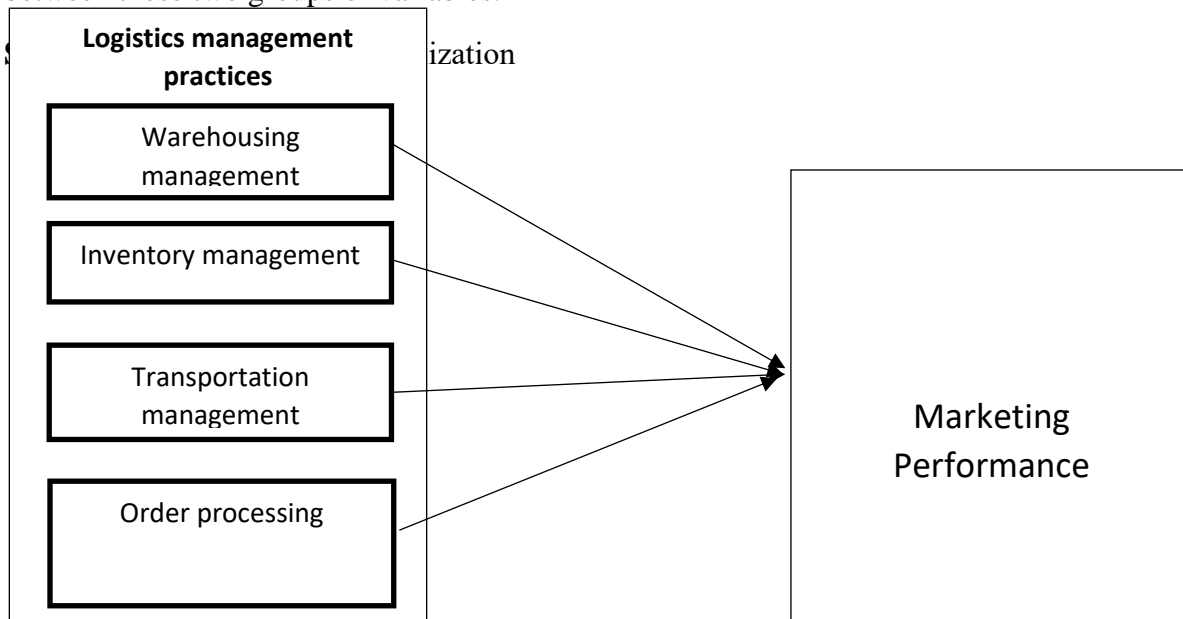 Logistics management
practices
ization
Warehousing
management
Inventory management
Transportation
management
Order processing
Marketing
Performance